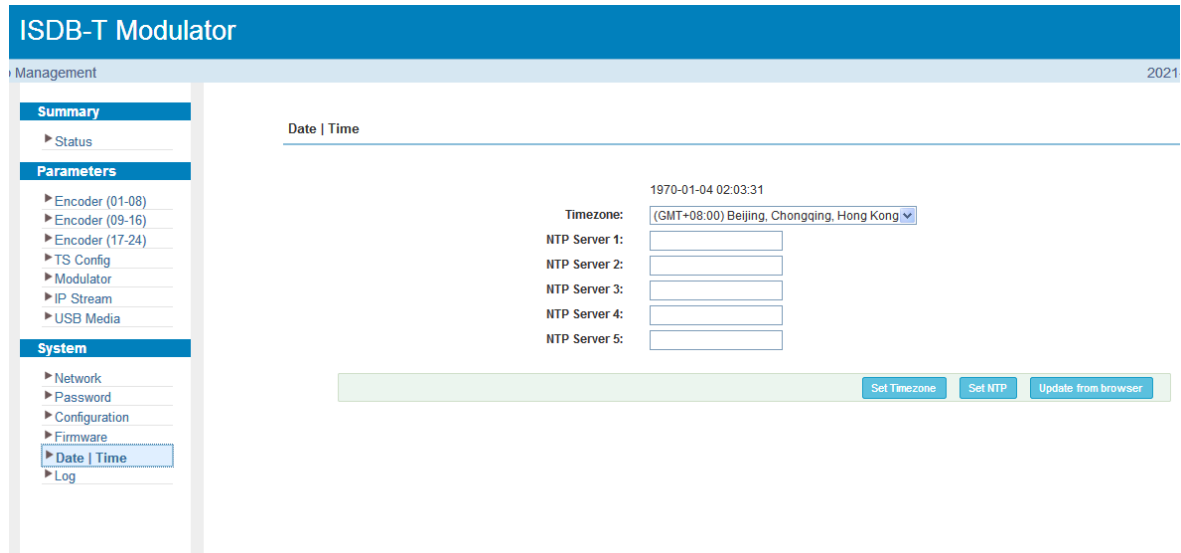 ISDB-T Modulator
Management
2021
Summary
Status
Parameters
Encoder (01-08)
Encoder (09-16)
Encoder (17-24)
TS Config
Modulator
IP Stream
USB Media
System
Network
Password
Configuration
Firmware
Date | Time
Log
Date | Time
1970-01-04 02:03:31
Timezone: (GMT+08:00) Beijing, Chongqing, Hong Kong
NTP Server 1:
NTP Server 2:
NTP Server 3:
NTP Server 4:
NTP Server 5:
Set Timezone Set NTP Update from browser